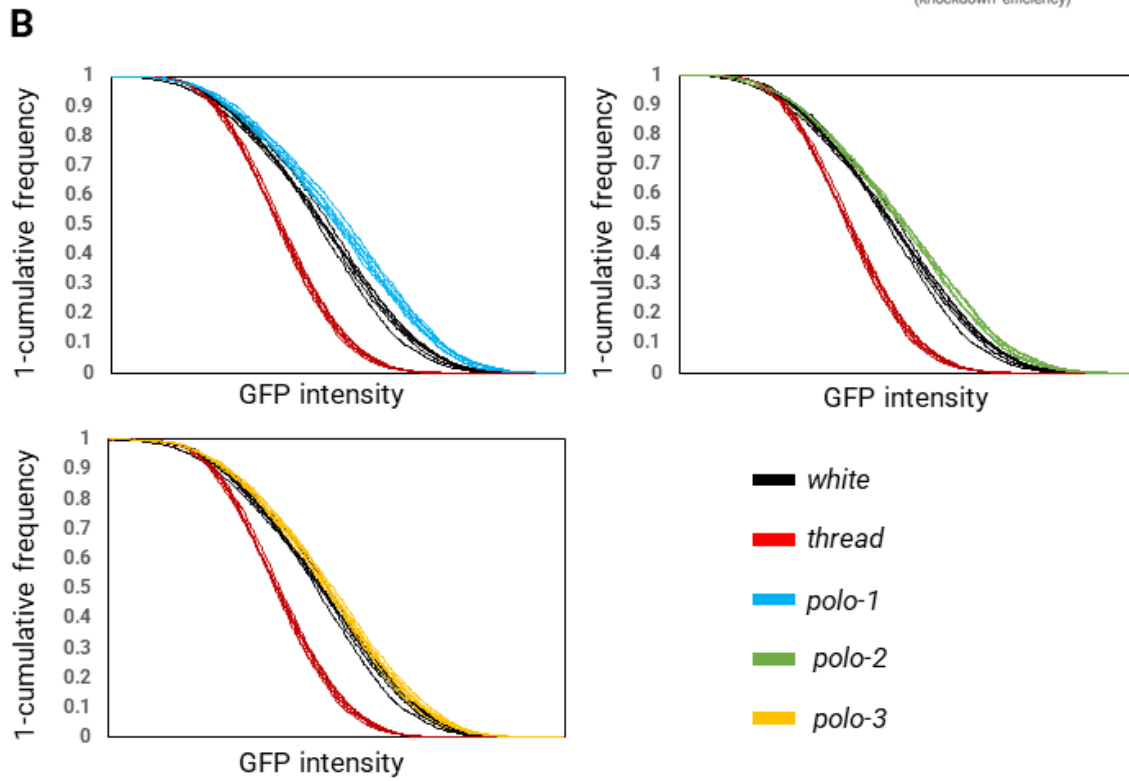 (knockdown efficiency)
B
1-cumulative frequency
1
0.9
0.8
0.7
0.6
0.5
0.4
0.3
0.2
0.1
0
GFP intensity
1-cumulative frequency
1
0.9
0.8
0.7
0.6
0.5
0.4
0.3
0.2
0.1
0
GFP intensity
1-cumulative frequency
1
0.9
0.8
0.7
0.6
0.5
0.4
0.3
0.2
0.1
0
GFP intensity
white
thread
polo-1
polo-2
polo-3